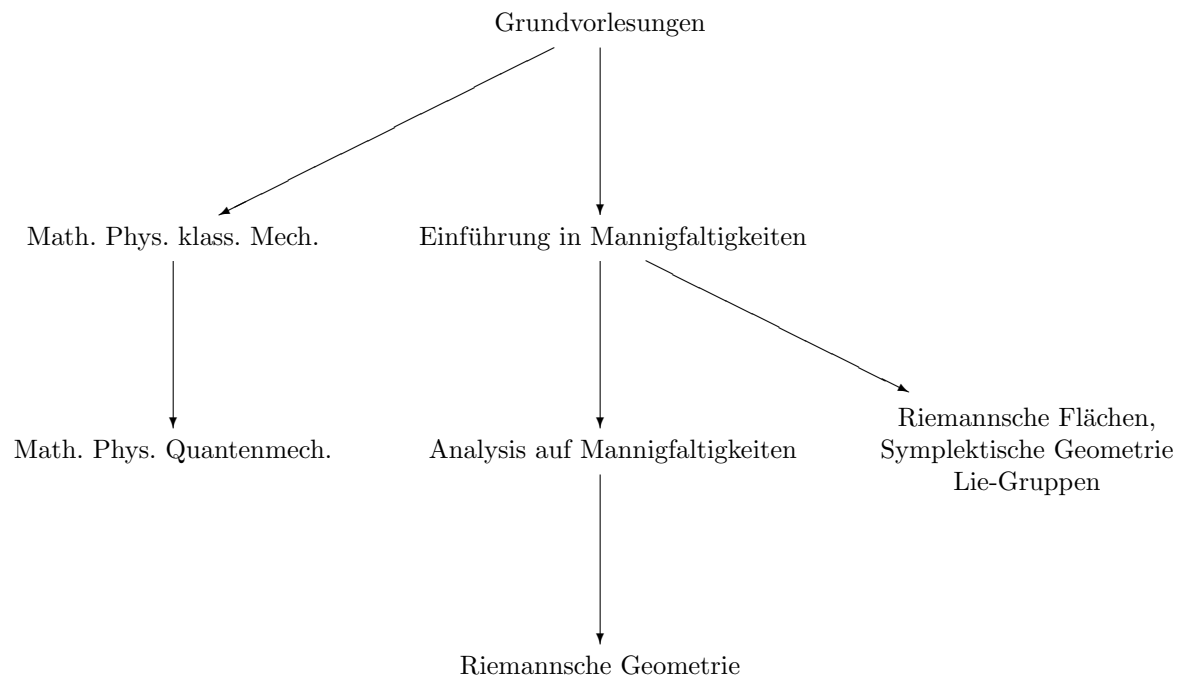 Grundvorlesungen
Math. Phys. klass. Mech.
Einführung in Mannigfaltigkeiten
Math. Phys. Quantenmech.
Analysis auf Mannigfaltigkeiten
Riemannsche Flächen,
Symplektische Geometrie
Lie-Gruppen
Riemannsche Geometrie